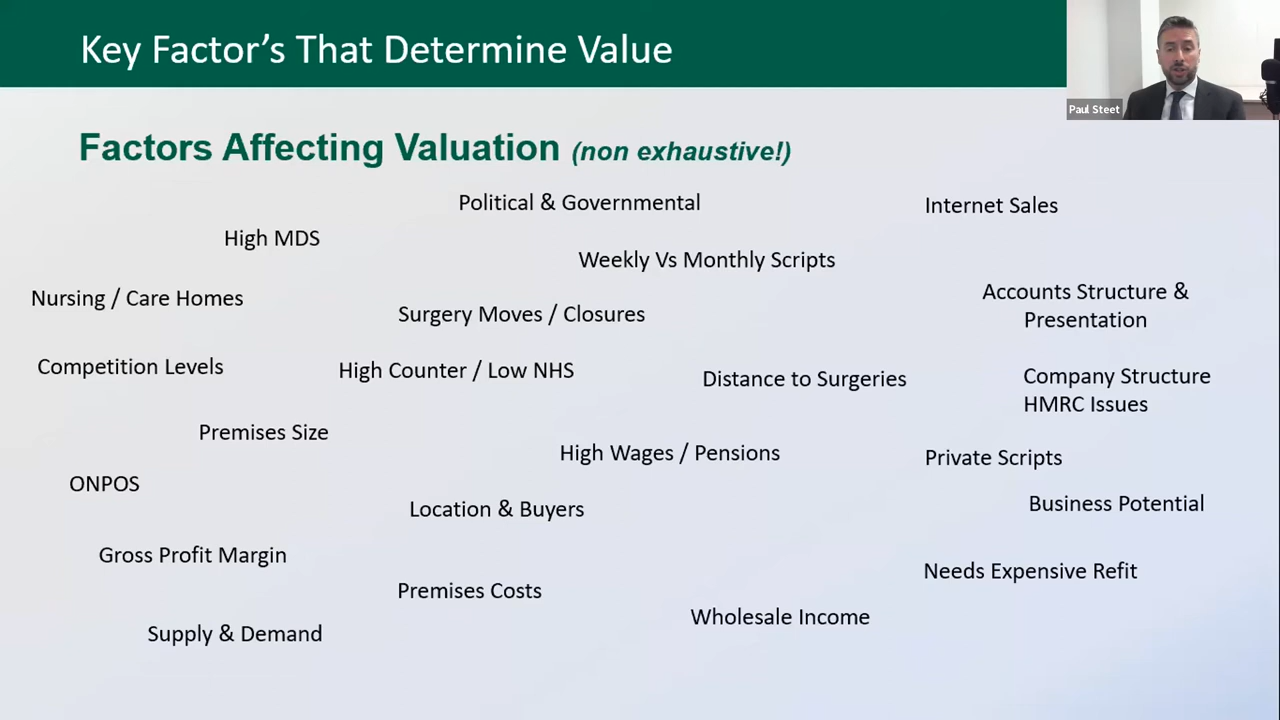 Key Factor's That Determine Value
Paul Steet
Factors Affecting Valuation (non exhaustive!)
Political & Governmental
Internet Sales
High MDS
Weekly Vs Monthly Scripts
Nursing / Care Homes
Surgery Moves / Closures
Accounts Structure &
Presentation
Competition Levels
High Counter / Low NHS
Distance to Surgeries
Company Structure
HMRC Issues
Premises Size
High Wages / Pensions
Private Scripts
ONPOS
Location & Buyers
Business Potential
Gross Profit Margin
Premises Costs
Needs Expensive Refit
Wholesale Income
Supply & Demand